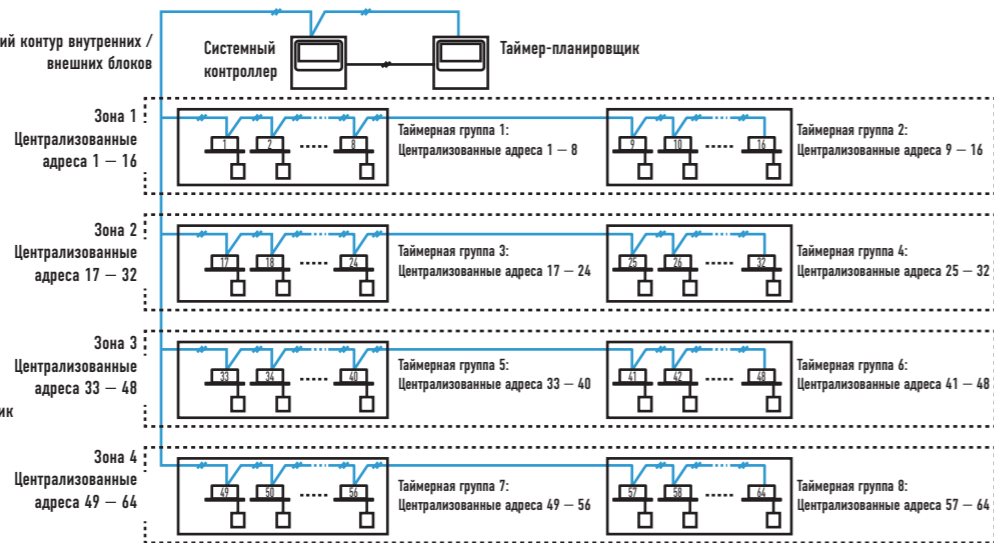 ий контур внутренних /
внешних блоков
Системный
контроллер
Таймер-планировщик
Зона 1
Централизованные
адреса 1 — 16
1 2 8
Таймерная группа 1:
Централизованные адреса 1 — 8
9 10 16
Таймерная группа 2:
Централизованные адреса 9 — 16
Зона 2
Централизованные
адреса 17 — 32
17 18 24
Таймерная группа 3:
Централизованные адреса 17 — 24
25 26 32
Таймерная группа 4:
Централизованные адреса 25 — 32
Зона 3
Централизованные
адреса 33 — 48
ик
33 34 40
Таймерная группа 5:
Централизованные адреса 33 — 40
41 42 48
Таймерная группа 6:
Централизованные адреса 41 — 48
Зона 4
Централизованные
адреса 49 — 64
49 50 56
Таймерная группа 7:
Централизованные адреса 49 — 56
57 58 64
Таймерная группа 8:
Централизованные адреса 57 — 64